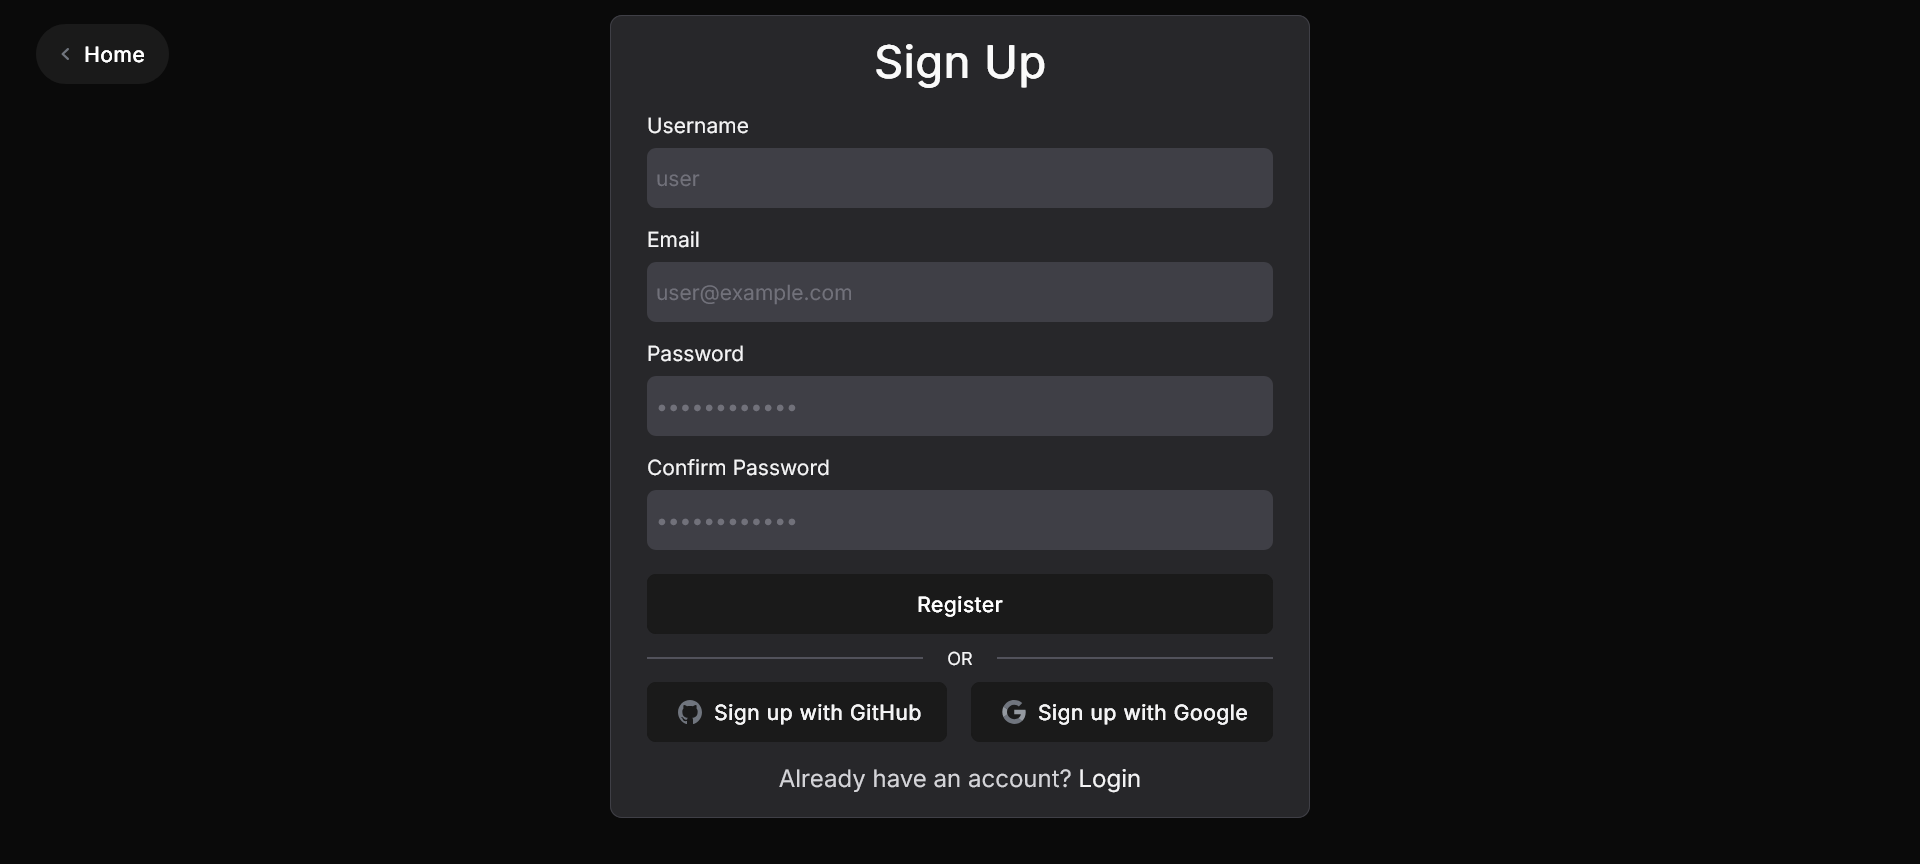 Home
Sign Up
Username
user
Email
user@example.com
Password
••••••••••••
Confirm Password
••••••••••••
Register
OR
Sign up with GitHub
Sign up with Google
Already have an account? Login